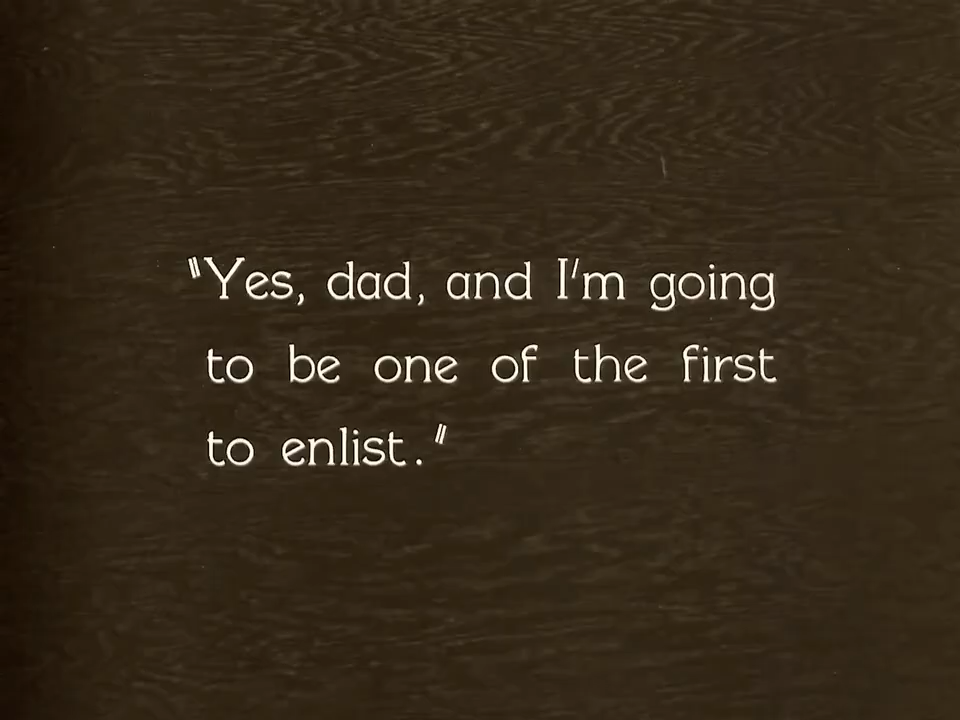 "Yes, dad, and I'm going
to be one of the first
to enlist."